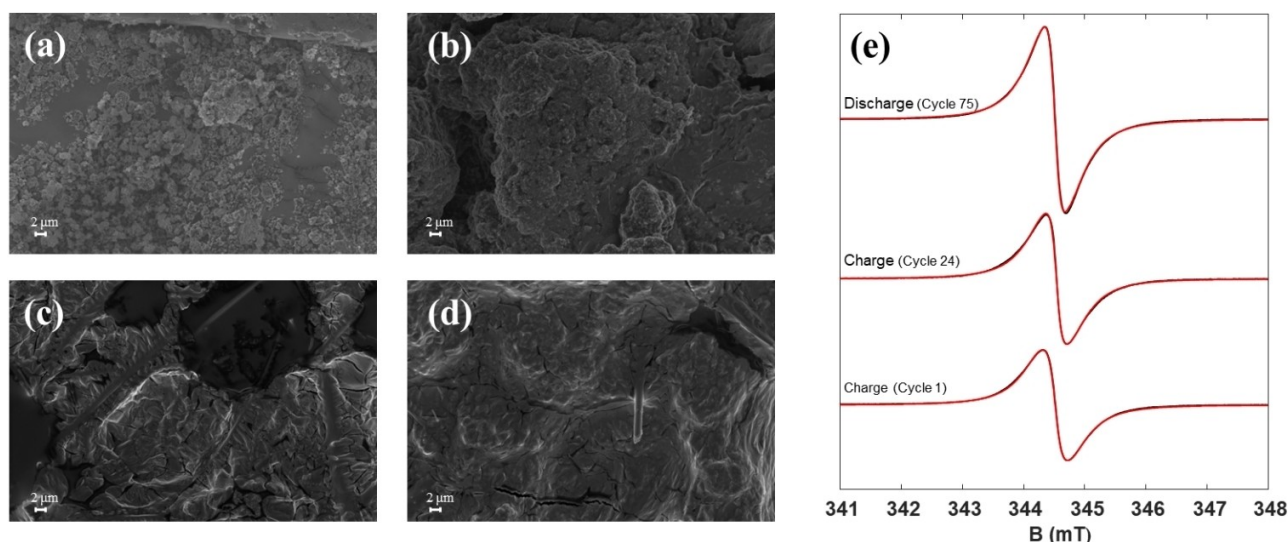 (a)
2 μm
(b)
2 μm
(c)
2 μm
(d)
2 μm
(e)
Discharge (Cycle 75)
Charge (Cycle 24)
Charge (Cycle 1)
341 342 343 344 345 346 347 348
B (mT)